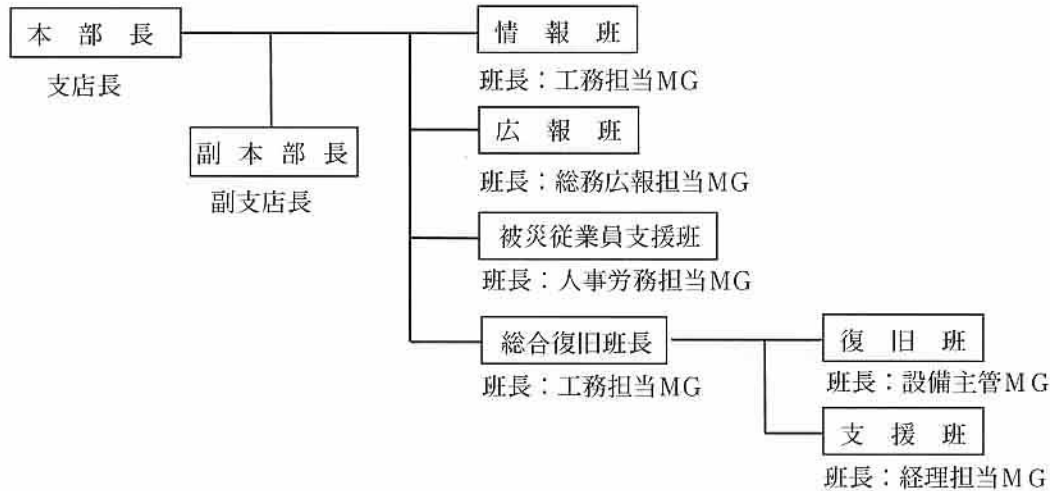 本部長
支店長
副本部長
副支店長
情報班
班長：工務担当MG
広報班
班長：総務広報担当MG
被災従業員支援班
班長：人事労務担当MG
総合復旧班長
班長：工務担当MG
復旧班
班長：設備主管MG
支援班
班長：経理担当MG